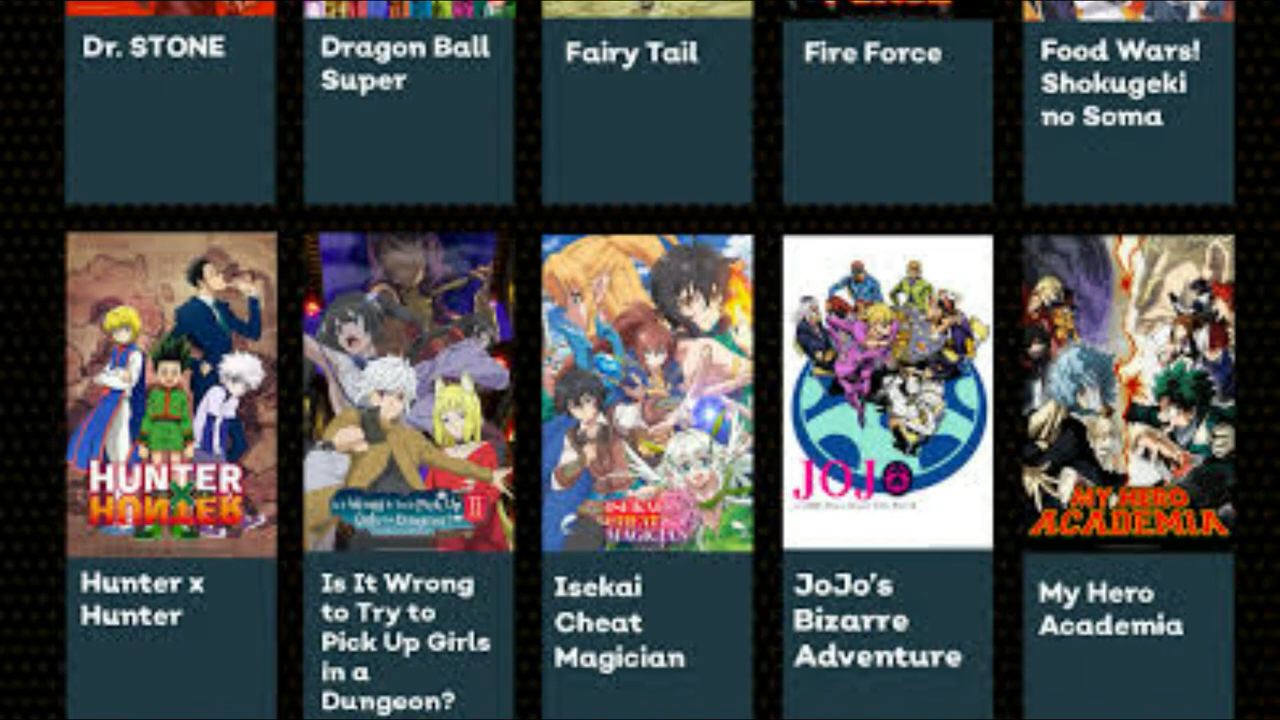 Dr. STONE
Dragon Ball
Super
Fairy Tail
Fire Force
Food Wars!
Shokugeki
no Soma
HUNTER
X
HUNTER
II
JOJO
MY HERO
ACADEMIA
Hunter x
Hunter
Is It Wrong
to Try to
Pick Up Girls
in a
Dungeon?
Isekai
Cheat
Magician
JoJo's
Bizarre
Adventure
My Hero
Academia